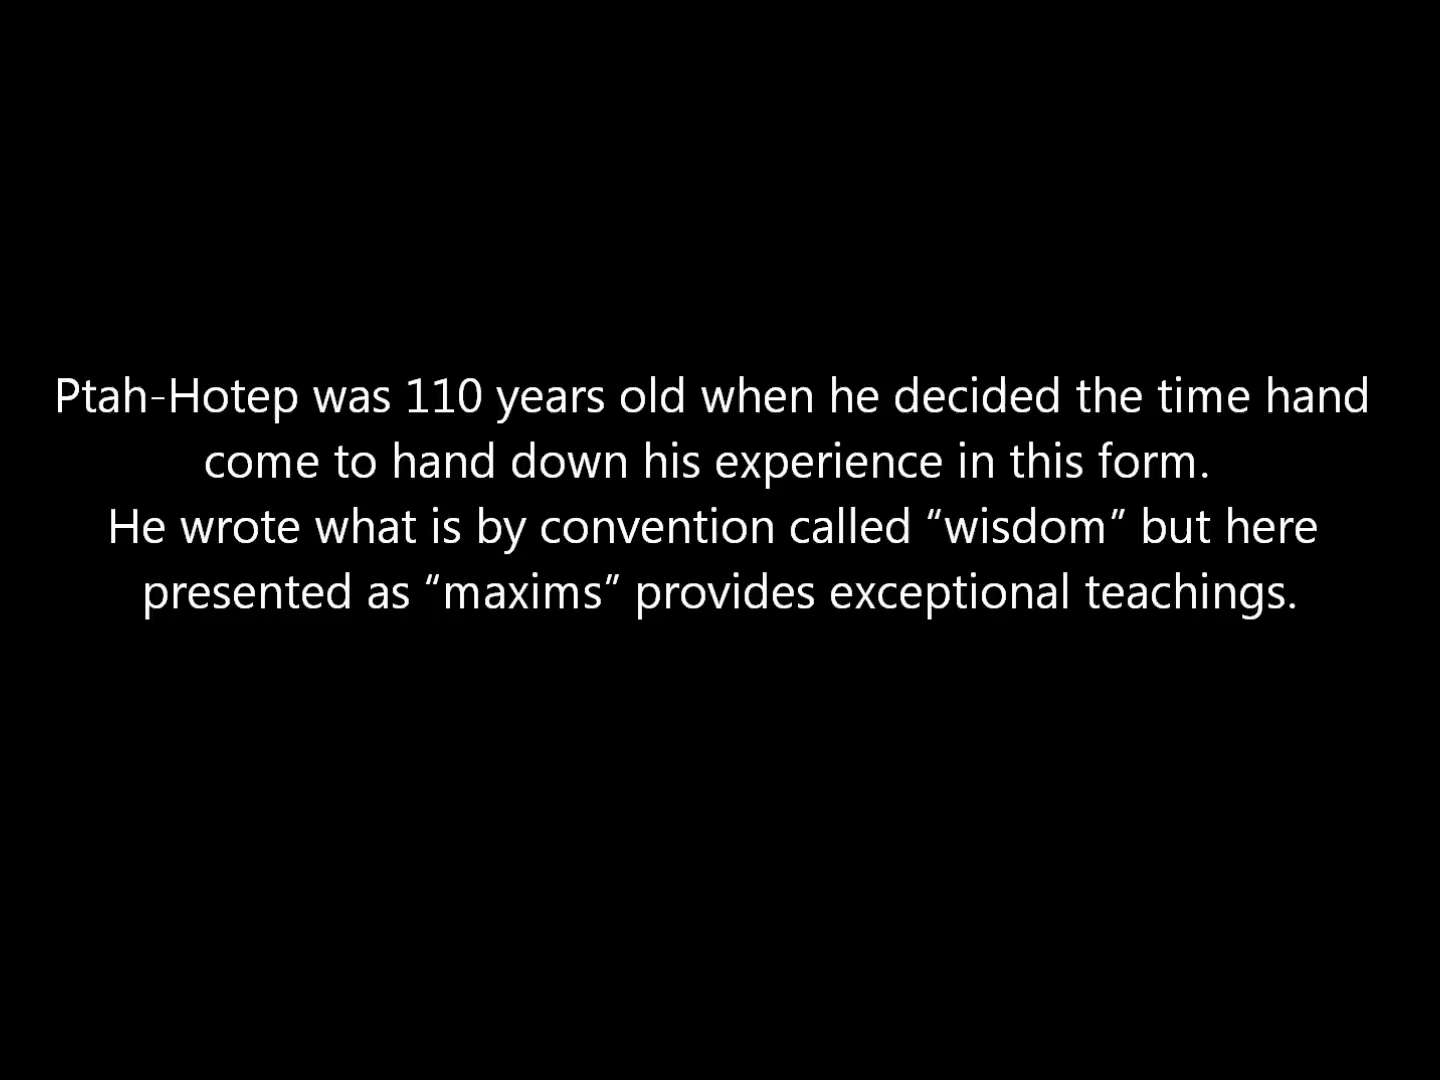 Ptah-Hotep was 110 years old when he decided the time hand
come to hand down his experience in this form.
He wrote what is by convention called “wisdom” but here
presented as “maxims” provides exceptional teachings.